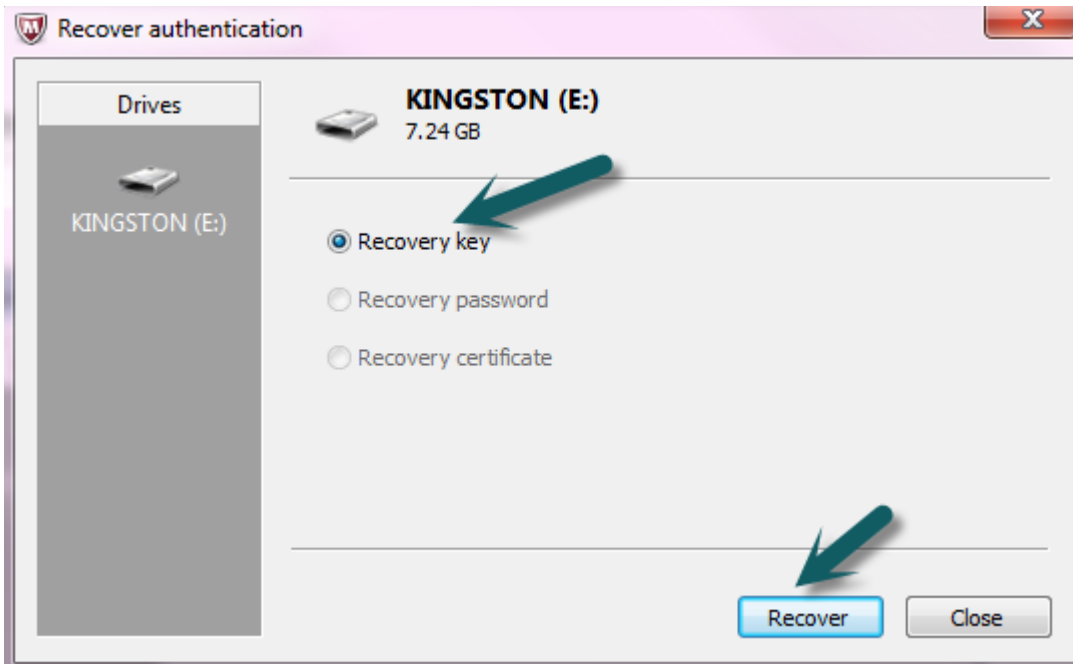 Recover authentication
Drives
KINGSTON (E:)
KINGSTON (E:)
7.24 GB
Recovery key
Recovery password
Recovery certificate
Recover
Close